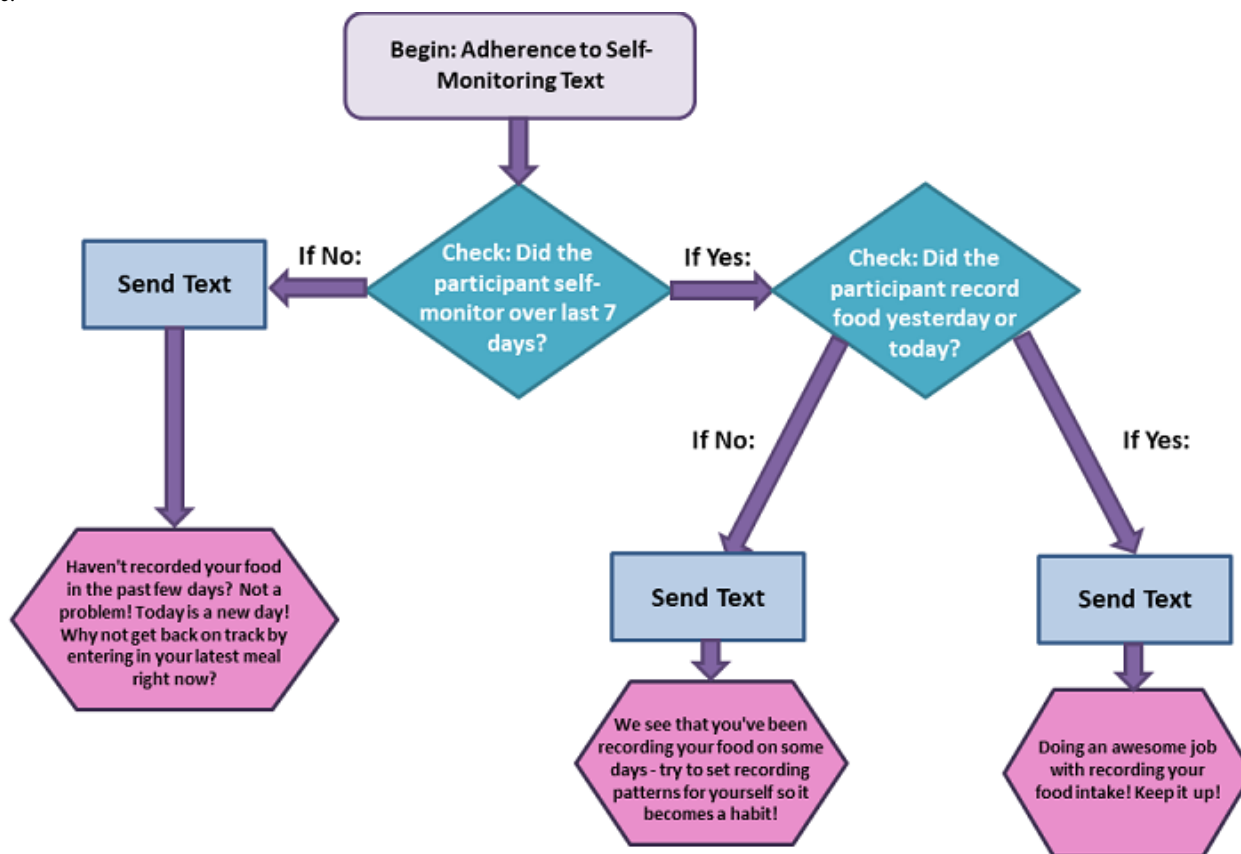 Begin: Adherence to Self-
Monitoring Text
If No:
Check: Did the
participant self-
monitor over last 7
days?
If Yes:
Check: Did the
participant record
food yesterday or
today?
Send Text
If No:
If Yes:
Haven't recorded your food
in the past few days? Not a
problem! Today is a new day!
Why not get back on track by
entering in your latest meal
right now?
Send Text
Send Text
We see that you've been
recording your food on some
days - try to set recording
patterns for yourself so it
becomes a habit!
Doing an awesome job
with recording your
food intake! Keep it up!